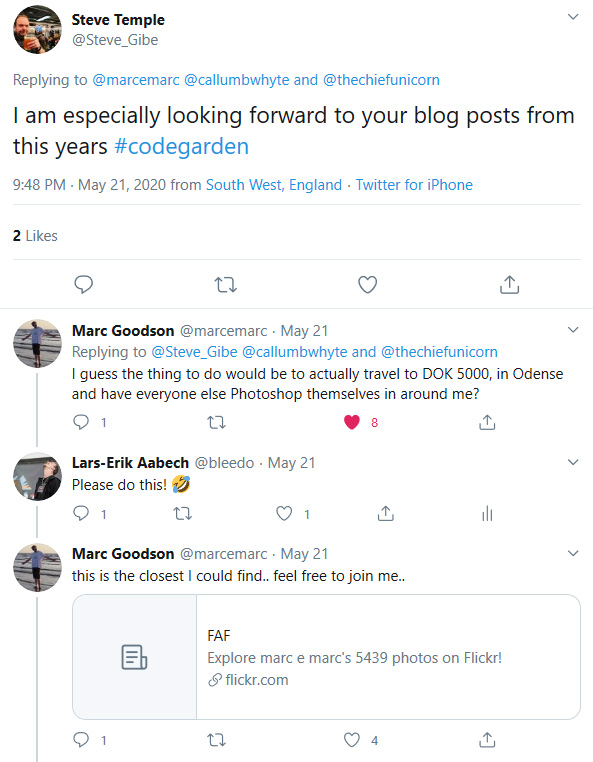 Steve Temple
@Steve_Gibe
Replying to @marcemarc @callumbwhyte and @thechiefunicorn
I am especially looking forward to your blog posts from
this years #codegarden
9:48 PM · May 21, 2020 from South West, England · Twitter for iPhone
2 Likes
Marc Goodson @marcemarc · May 21
Replying to @Steve_Gibe @callumbwhyte and @thechiefunicorn
I guess the thing to do would be to actually travel to DOK 5000, in Odense
and have everyone else Photoshop themselves in around me?
1 8
Lars-Erik Aabech @bleedo · May 21
Please do this! 🤣
1 1
Marc Goodson @marcemarc · May 21
this is the closest I could find.. feel free to join me..
FAF
Explore marc e marc's 5439 photos on Flickr!
flickr.com
1 4